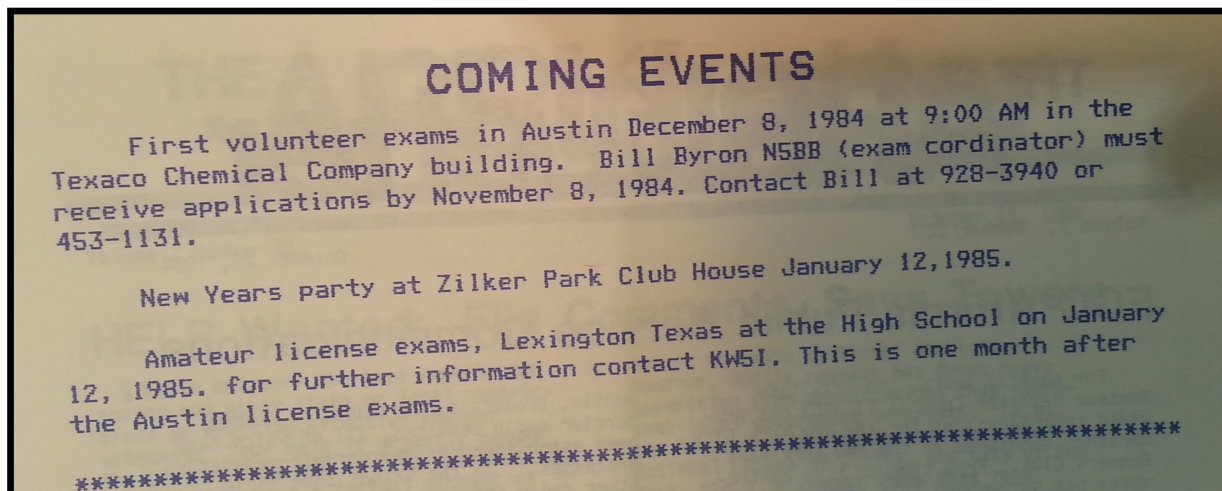 COMING EVENTS
First volunteer exams in Austin December 8, 1984 at 9:00 AM in the
Texaco Chemical Company building. Bill Byron N5BB (exam cordinator) must
receive applications by November 8, 1984. Contact Bill at 928-3940 or
453-1131.
New Years party at Zilker Park Club House January 12,1985.
Amateur license exams, Lexington Texas at the High School on January
12, 1985. for further information contact KW5I. This is one month after
the Austin license exams.
**********************************************************************